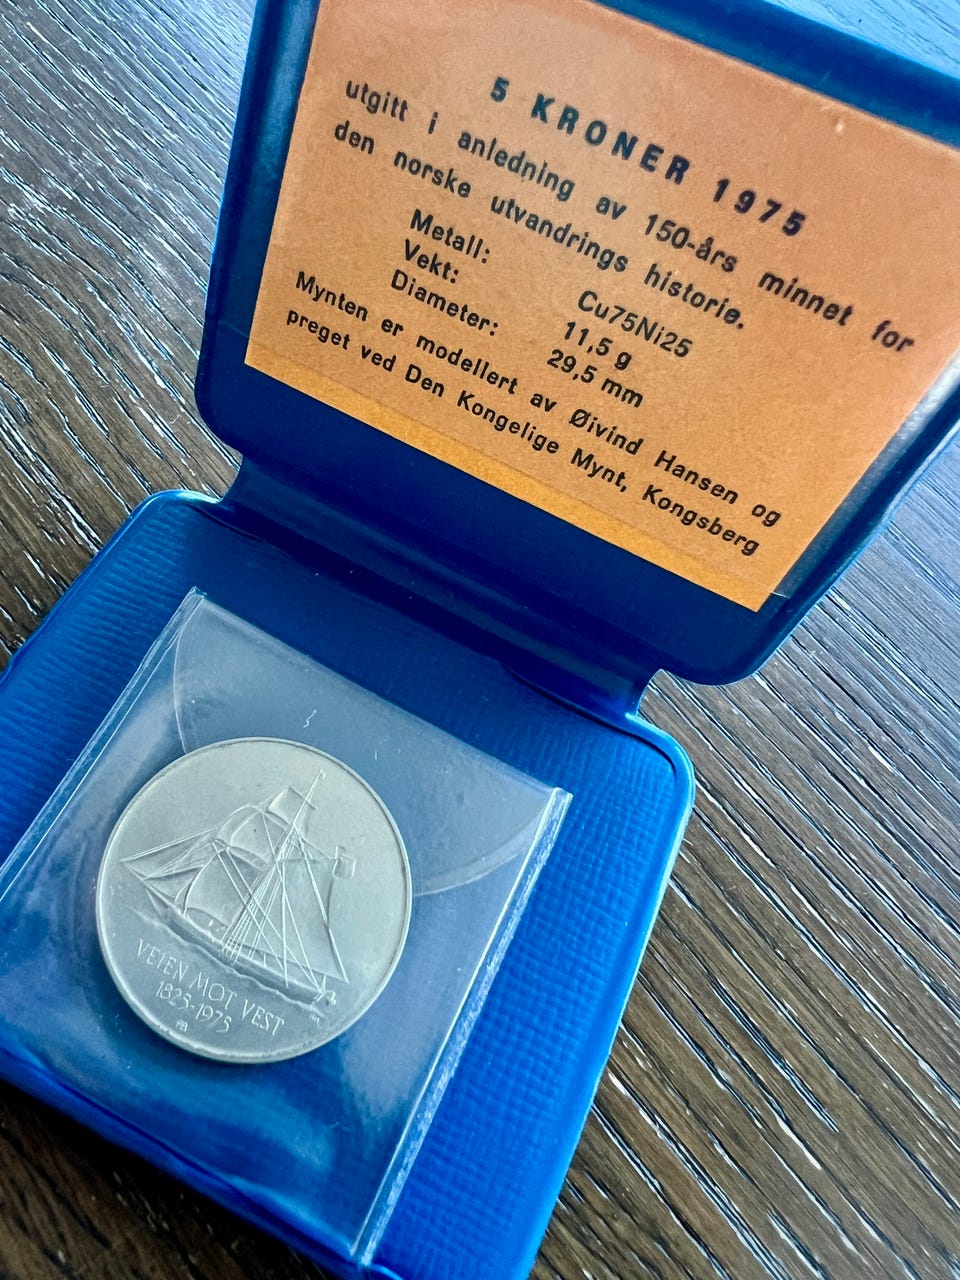 5 KRONER 1975
utgitt i anledning av 150-års minnet for
den norske utvandrings historie.
Metall: Cu75Ni25
Vekt: 11,5 g
Diameter: 29,5 mm
Mynten er modellert av Øivind Hansen og
preget ved Den Kongelige Mynt, Kongsberg
VEIEN MOT VEST
1825-1975